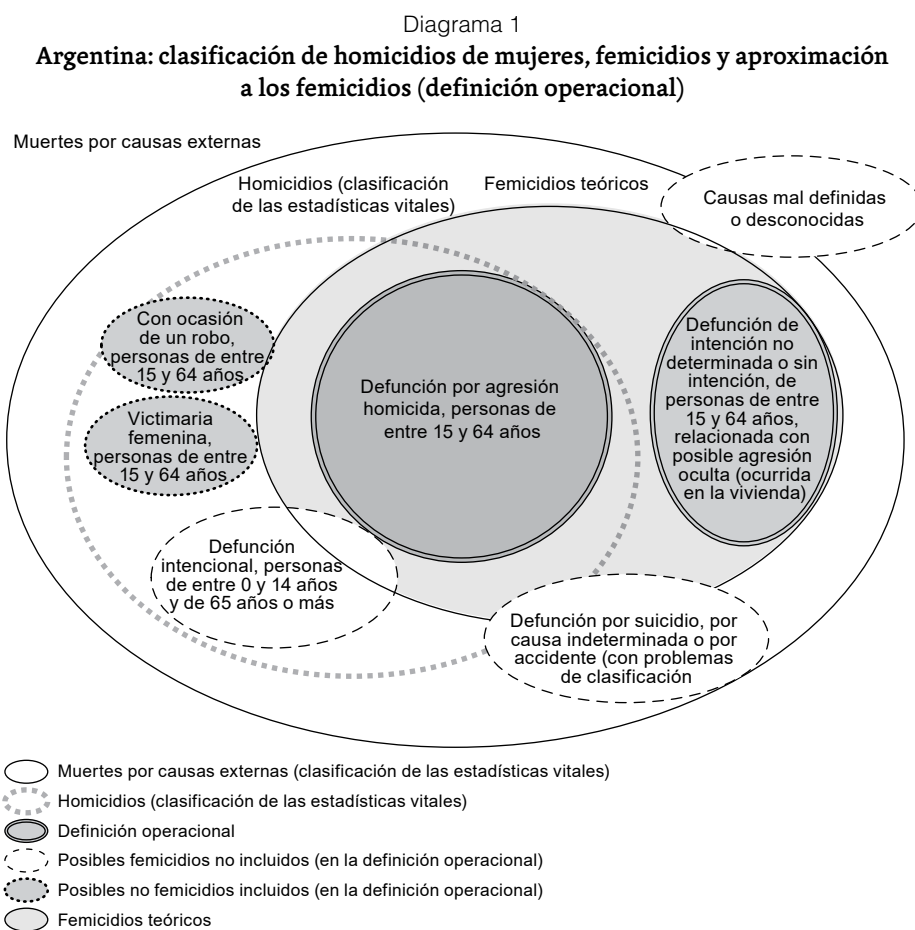 Diagrama 1
Argentina: clasificación de homicidios de mujeres, femicidios y aproximación
a los femicidios (definición operacional)
Muertes por causas externas
Homicidios (clasificación
de las estadísticas vitales)
Femicidios teóricos
Causas mal definidas
o desconocidas
Con ocasión
de un robo,
personas de entre
15 y 64 años
Victimaria
femenina,
personas de entre
15 y 64 años
Defunción por agresión
homicida, personas de
entre 15 y 64 años
Defunción de
intención no
determinada o sin
intención, de
personas de entre
15 y 64 años,
relacionada con
posible agresión
oculta (ocurrida
en la vivienda)
Defunción
intencional, personas
de entre 0 y 14 años
y de 65 años o más
Defunción por suicidio, por
causa indeterminada o por
accidente (con problemas
de clasificación
Muertes por causas externas (clasificación de las estadísticas vitales)
Homicidios (clasificación de las estadísticas vitales)
Definición operacional
Posibles femicidios no incluidos (en la definición operacional)
Posibles no femicidios incluidos (en la definición operacional)
Femicidios teóricos